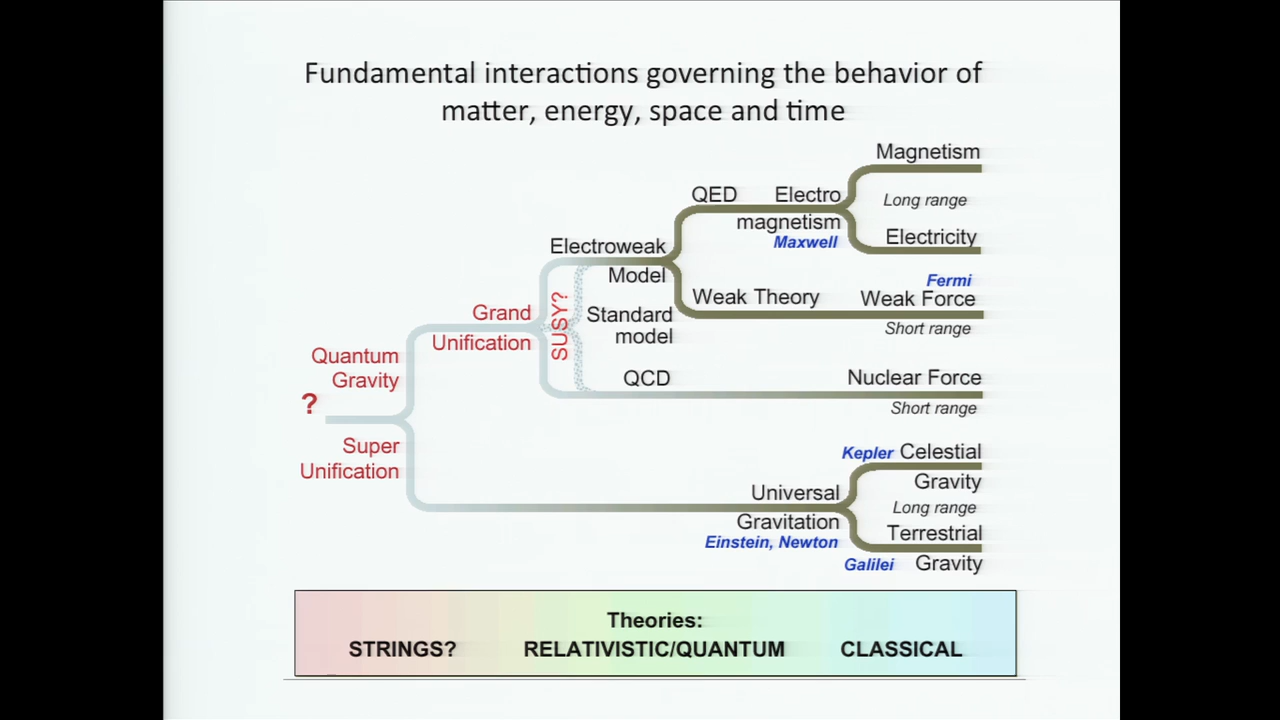 Fundamental interactions governing the behavior of
matter, energy, space and time
Magnetism
QED Electro
Long range
magnetism
Maxwell
Electricity
Electroweak
Model
Fermi
Weak Theory
Weak Force
Short range
SUSY?
Grand
Unification
Standard
model
Quantum
Gravity
QCD
Nuclear Force
Short range
?
Super
Unification
Kepler Celestial
Gravity
Universal
Gravitation
Long range
Einstein, Newton
Terrestrial
Galilei Gravity
Theories:
STRINGS? RELATIVISTIC/QUANTUM CLASSICAL